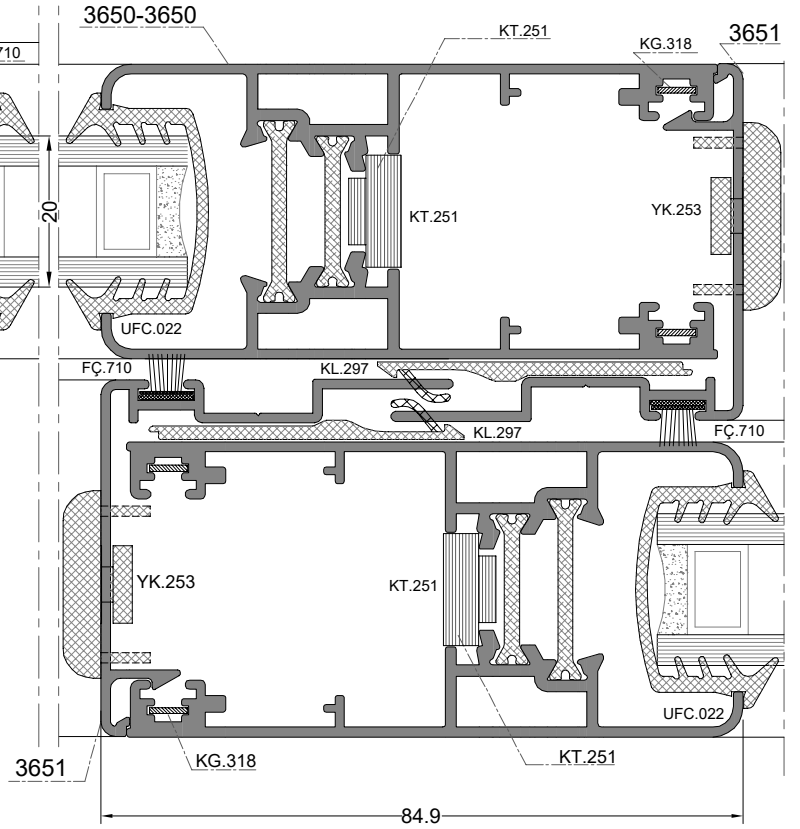 3650-3650
KT.251
3651
KG.318
710
20
KT.251
YK.253
UFC.022
FÇ.710
KL.297
KL.297
FÇ.710
YK.253
KT.251
UFC.022
3651
KG.318
KT.251
84.9